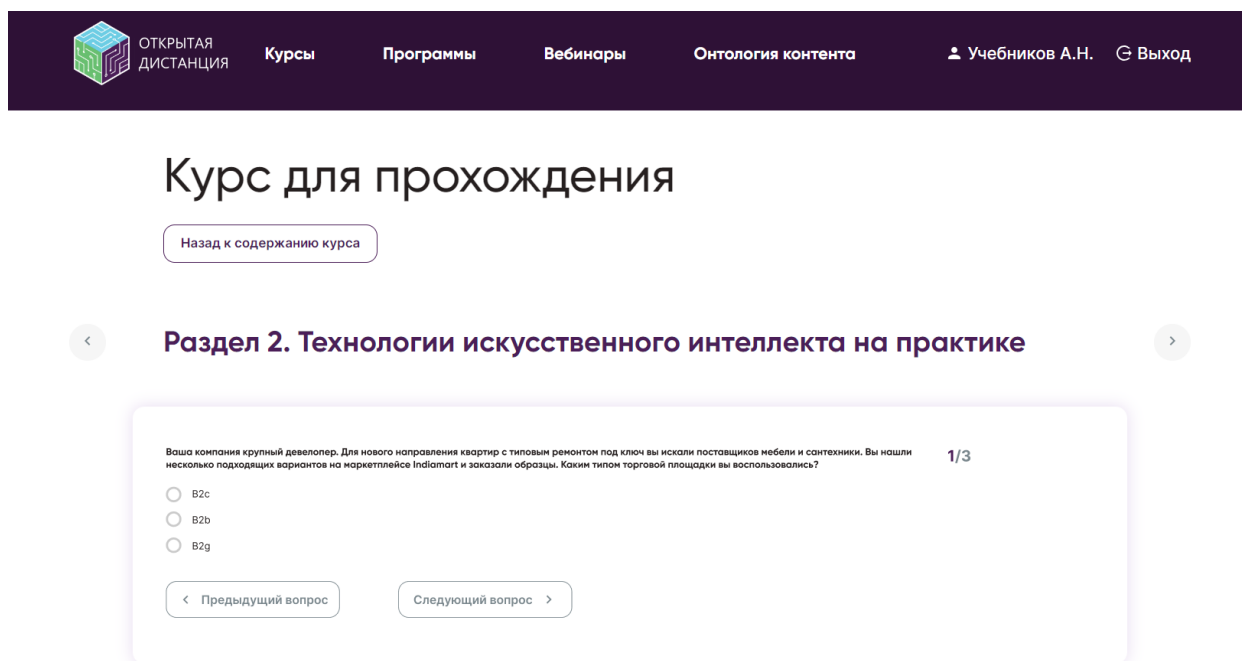 ОТКРЫТАЯ
ДИСТАНЦИЯ
Курсы Программы Вебинары Онтология контента Учебников А.Н. Выход
Курс для прохождения
Назад к содержанию курса
Раздел 2. Технологии искусственного интеллекта на практике
Ваша компания крупный девелопер. Для нового направления квартир с типовым ремонтом под ключ вы искали поставщиков мебели и сантехники. Вы нашли
несколько подходящих вариантов на маркетплейсе Indiamart и заказали образцы. Каким типом торговой площадки вы воспользовались?
1/3
B2c
B2b
B2g
Предыдущий вопрос Следующий вопрос